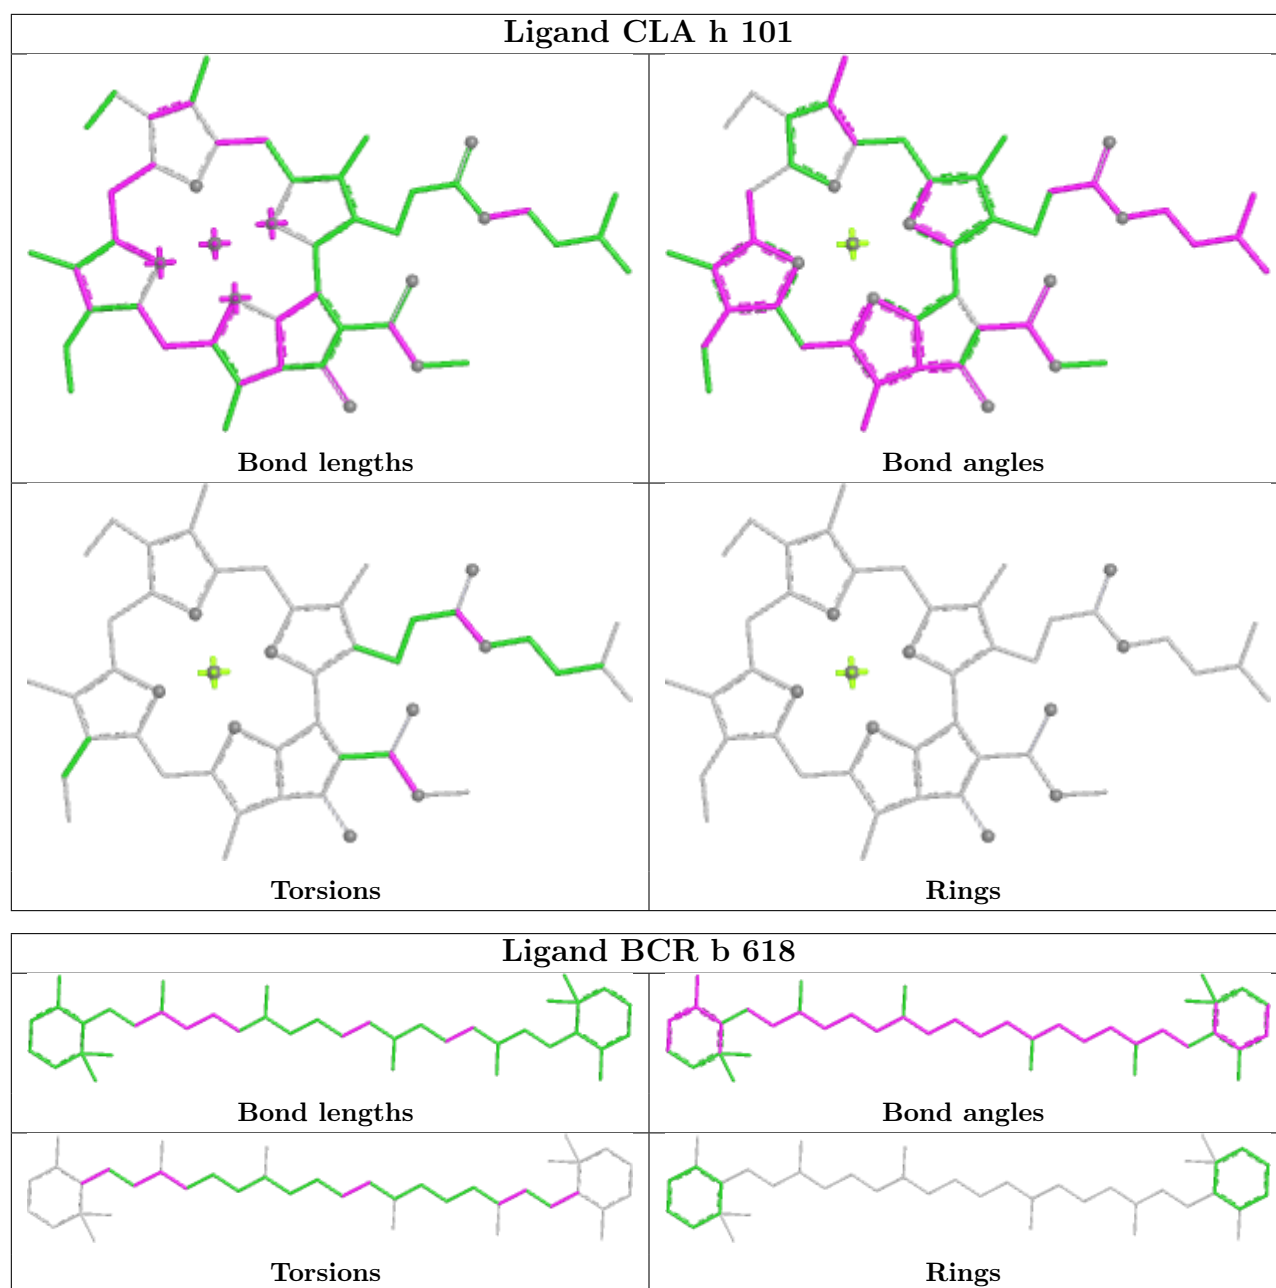 Ligand CLA h 101
Bond lengths
Bond angles
Torsions
Rings
Ligand BCR b 618
Bond lengths
Bond angles
Torsions
Rings